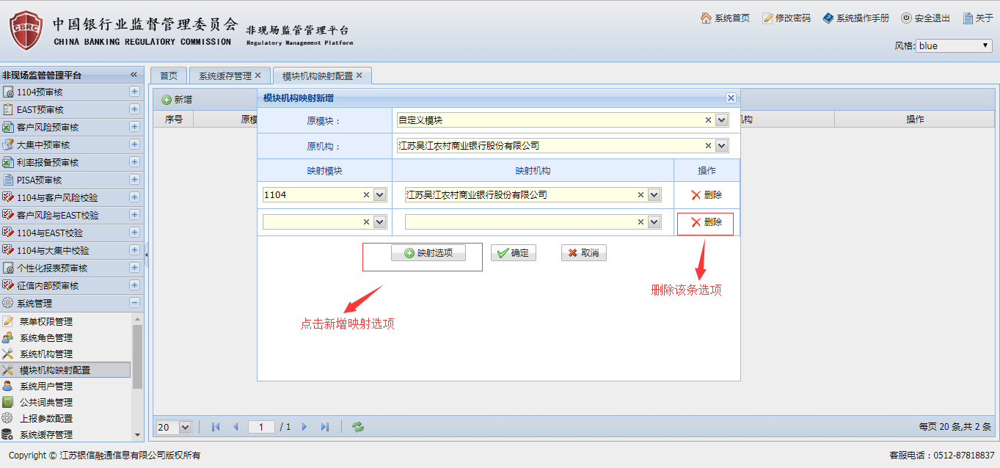 中国银行业监督管理委员会 非现场监管管理平台
CHINA BANKING REGULATORY COMMISSION Regulatory Management Platform
CBRC
系统首页 修改密码 系统操作手册 安全退出 关于
风格: blue
非现场监管管理平台
首页 系统缓存管理 模块机构映射配置
1104预审核
EAST预审核
客户风险预审核
大集中预审核
利率报备预审核
PISA预审核
1104与客户风险校验
客户风险与EAST校验
1104与EAST校验
1104与大集中校验
个性化报表预审核
征信内部预审核
系统管理
菜单权限管理
系统角色管理
系统机构管理
模块机构映射配置
系统用户管理
公共词典管理
上报参数配置
系统缓存管理
新增
序号 原模 机构 操作
模块机构映射新增
原模块： 自定义模块
原机构： 江苏吴江农村商业银行股份有限公司
映射模块 映射机构 操作
1104 江苏吴江农村商业银行股份有限公司 删除
删除
映射选项 确定 取消
删除该条选项
点击新增映射选项
20 1 / 1 每页 20 条,共 2 条
Copyright © 江苏银信融通信息有限公司版权所有 客服电话：0512-87818837